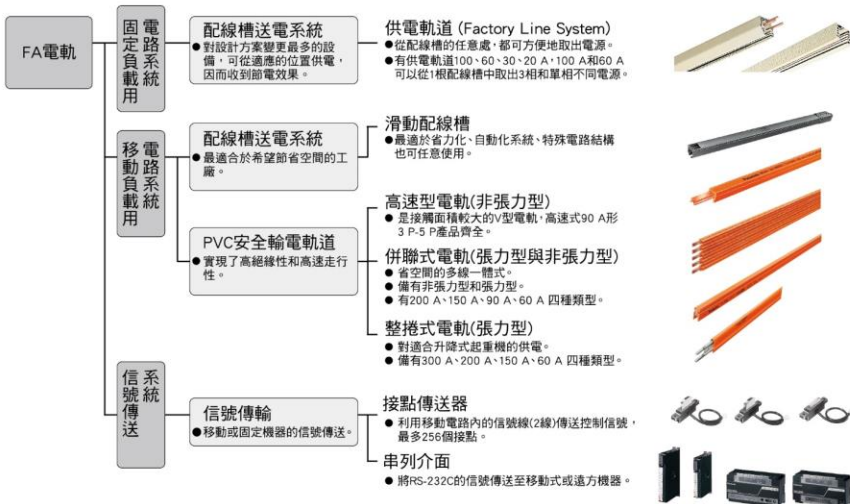 FA電軌
固定負載用
電路系統
配線槽送電系統
●對設計方案變更最多的設
備，可從適應的位置供電，
因而收到節電效果。
供電軌道 (Factory Line System)
●從配線槽的任意處，都可方便地取出電源。
●有供電軌道100、60、30、20 A，100 A和60 A
可以從1根配線槽中取出3相和單相不同電源。
移動負載用
電路系統
配線槽送電系統
●最適合於希望節省空間的工
廠。
滑動配線槽
●最適於省力化、自動化系統、特殊電路結構
也可任意使用。
PVC安全輸電軌道
●實現了高絕緣性和高速走行
性。
高速型電軌(非張力型)
● 是接觸面積較大的V型電軌，高速式90 A形
3 P-5 P產品齊全。
併聯式電軌(張力型與非張力型)
● 省空間的多線一體式。
● 備有非張力型和張力型。
● 有200 A、150 A、90 A、60 A 四種類型。
整捲式電軌(張力型)
● 對適合升降式起重機的供電。
● 備有300 A、200 A、150 A、60 A 四種類型。
信號傳送
系統
信號傳輸
●移動或固定機器的信號傳送。
接點傳送器
● 利用移動電路內的信號線(2線)傳送控制信號，
最多256個接點。
串列介面
● 將RS-232C的信號傳送至移動式或遠方機器。